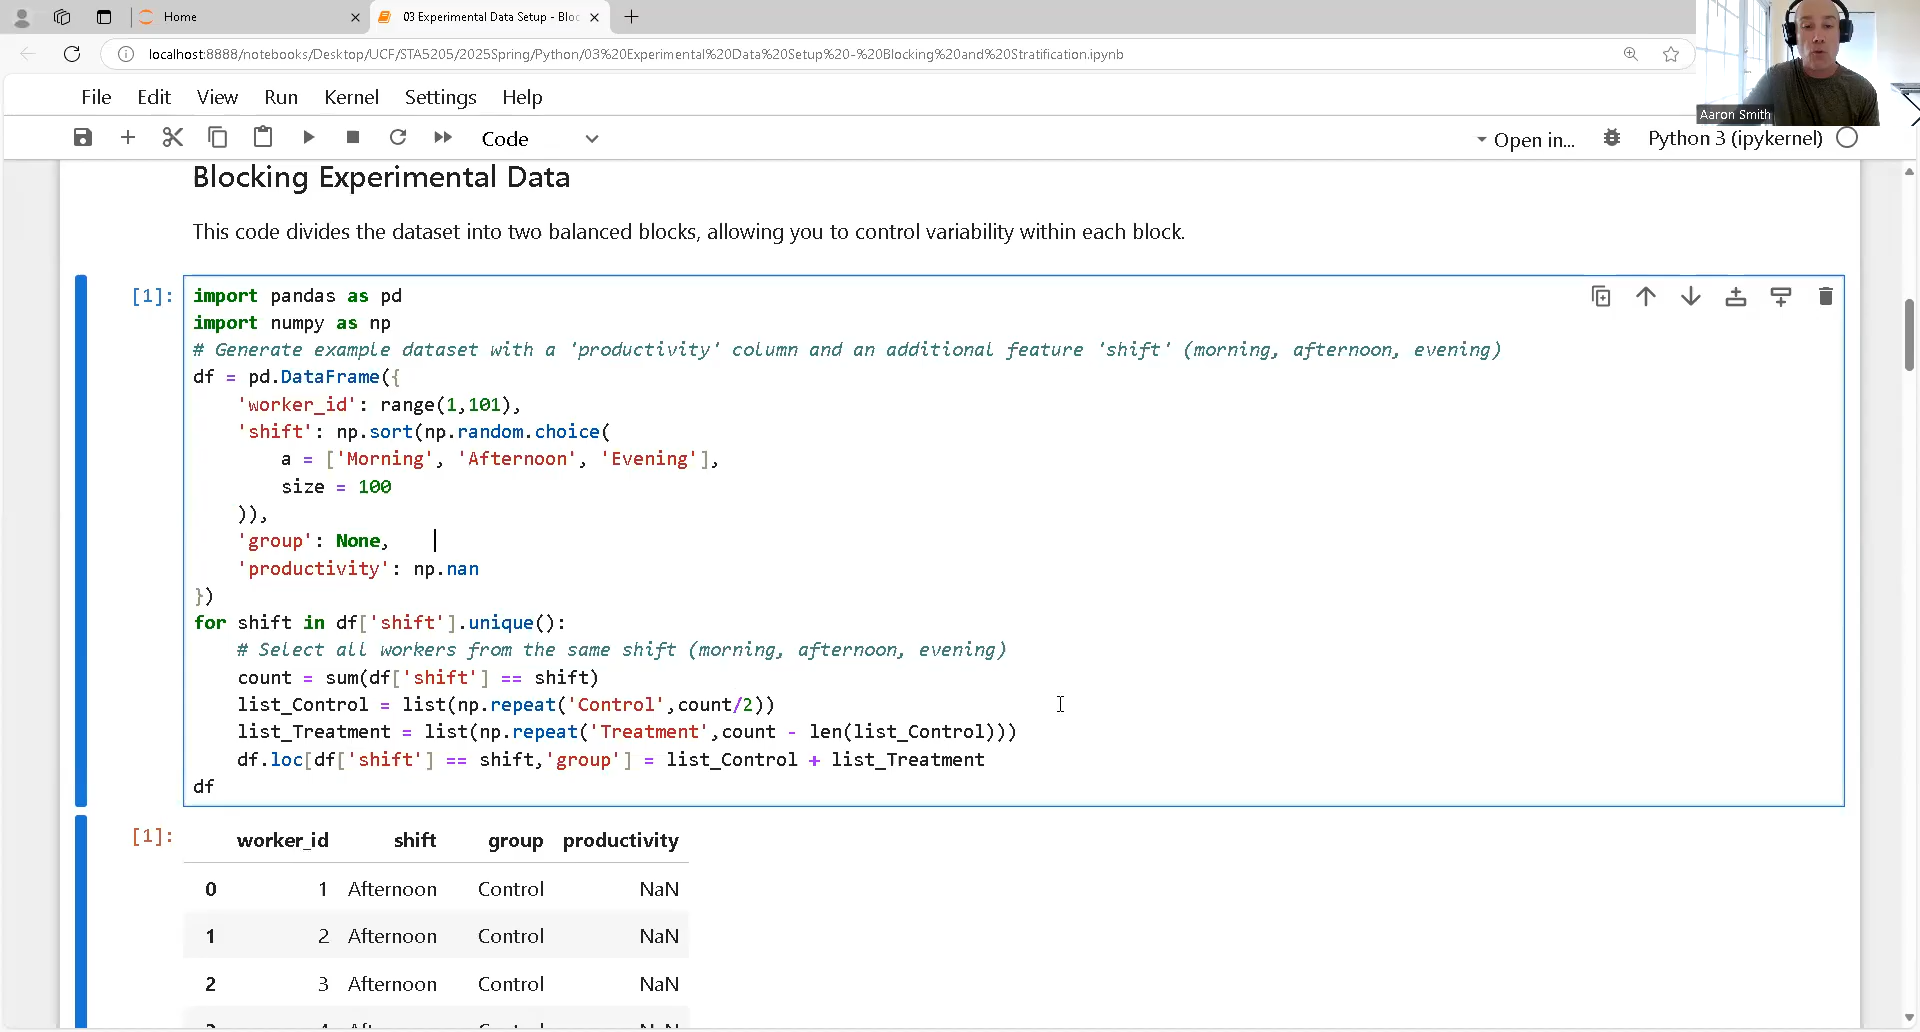 Home
03 Experimental Data Setup - Bloc
localhost:8888/notebooks/Desktop/UCF/STA5205/2025Spring/Python/03%20Experimental%20Data%20Setup%20-%20Blocking%20and%20Stratification.ipynb
Aaron Smith
File Edit View Run Kernel Settings Help
Code
Open in...
Python 3 (ipykernel)
Blocking Experimental Data
This code divides the dataset into two balanced blocks, allowing you to control variability within each block.
[1]:
import pandas as pd
import numpy as np
# Generate example dataset with a 'productivity' column and an additional feature 'shift' (morning, afternoon, evening)
df = pd.DataFrame({
    'worker_id': range(1,101),
    'shift': np.sort(np.random.choice(
        a = ['Morning', 'Afternoon', 'Evening'],
        size = 100
    )),
    'group': None,
    'productivity': np.nan
})
for shift in df['shift'].unique():
    # Select all workers from the same shift (morning, afternoon, evening)
    count = sum(df['shift'] == shift)
    list_Control = list(np.repeat('Control',count/2))
    list_Treatment = list(np.repeat('Treatment',count - len(list_Control)))
    df.loc[df['shift'] == shift,'group'] = list_Control + list_Treatment
df
[1]:
worker_id shift group productivity
0 1 Afternoon Control NaN
1 2 Afternoon Control NaN
2 3 Afternoon Control NaN